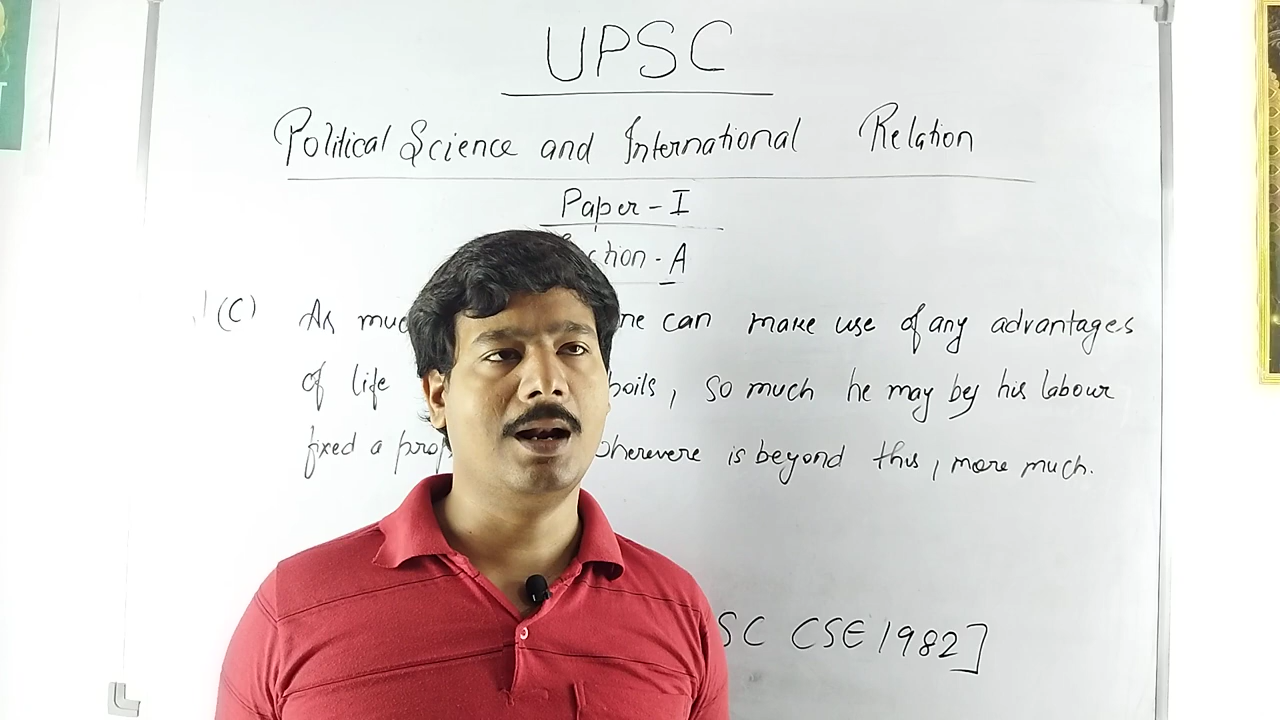 UPSC
Political Science and International Relation
Paper - I
ction - A
1(C) As muc ne can make use of any advantages
of life oils, so much he may by his labour
fixed a prop wherevere is beyond this, more much.
SC CSE 1982]